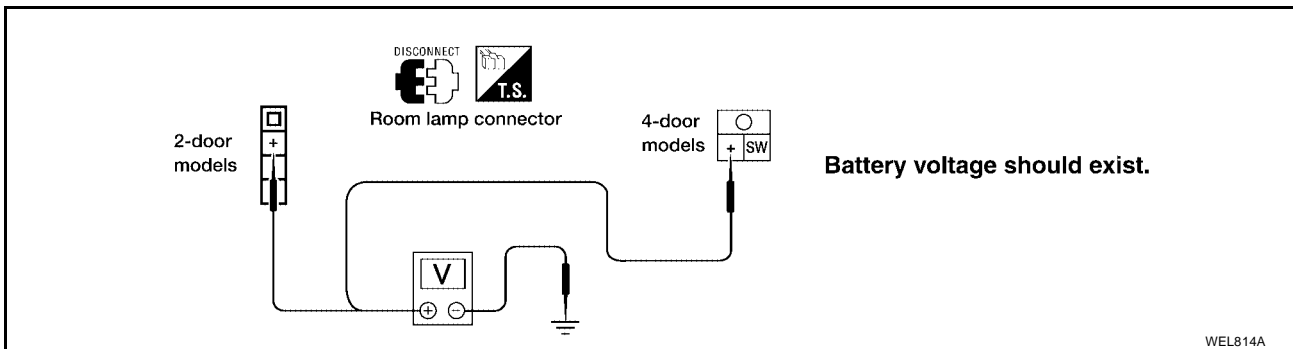 DISCONNECT
T.S.
Room lamp connector
2-door
models
+
4-door
models
+ SW
Battery voltage should exist.
V
+ −
WEL814A